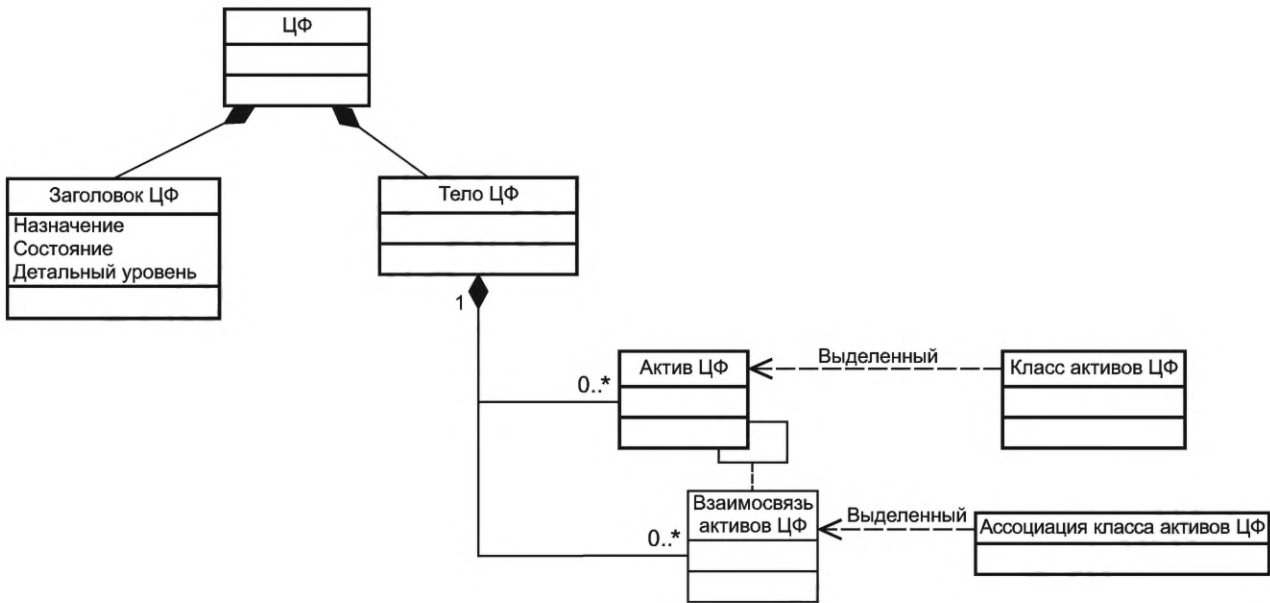 ЦФ
Заголовок ЦФ
Назначение
Состояние
Детальный уровень
Тело ЦФ
1
0..*
Актив ЦФ
Выделенный
Класс активов ЦФ
0..*
Взаимосвязь
активов ЦФ
Выделенный
Ассоциация класса активов ЦФ